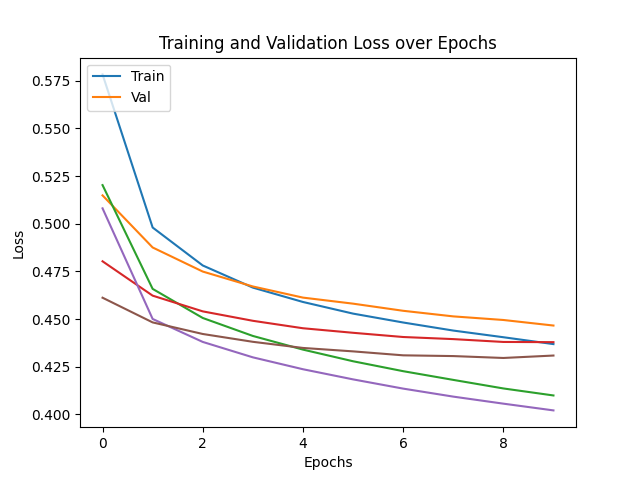 Training and Validation Loss over Epochs
Train
Val
0.575
0.550
0.525
0.500
0.475
0.450
0.425
0.400
Loss
0 2 4 6 8
Epochs